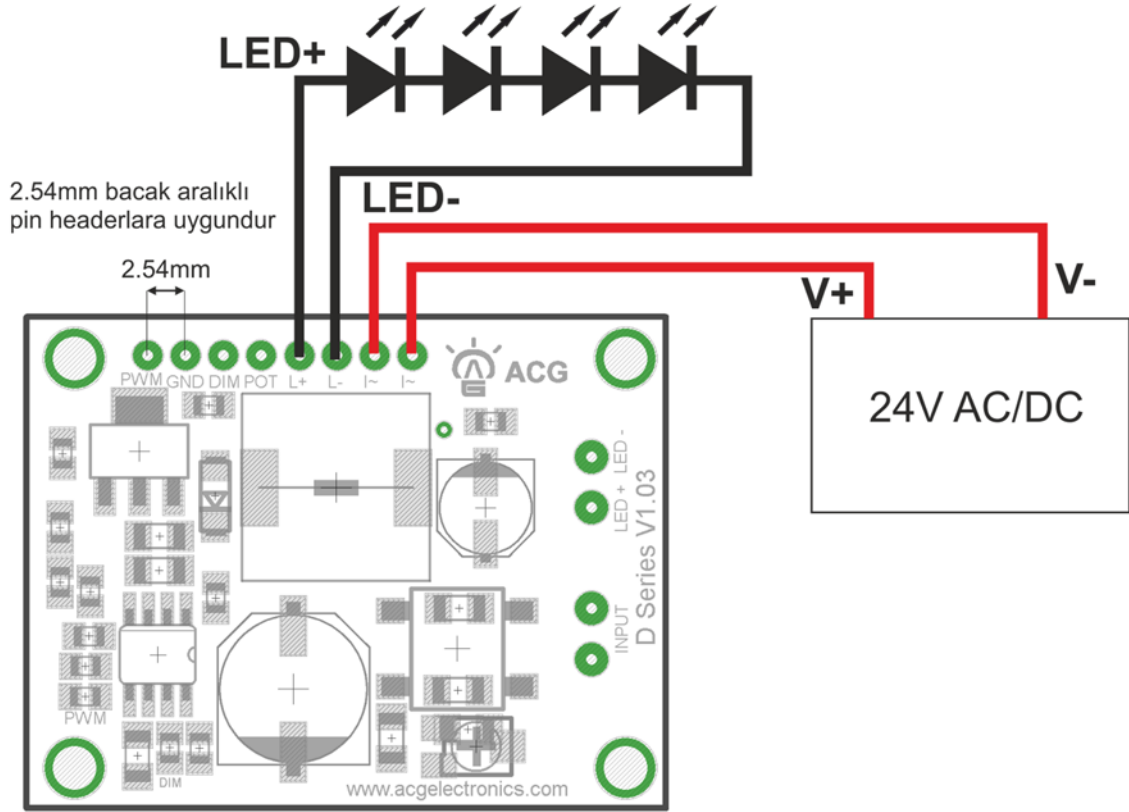 LED+
2.54mm bacak aralıklı
pin headerlara uygundur
2.54mm
LED-
V+
V-
24V AC/DC
PWM GND DIM POT L+ L- I~ I~
ACG
LED + LED -
INPUT
D Series V1.03
PWM
DIM
www.acgelectronics.com